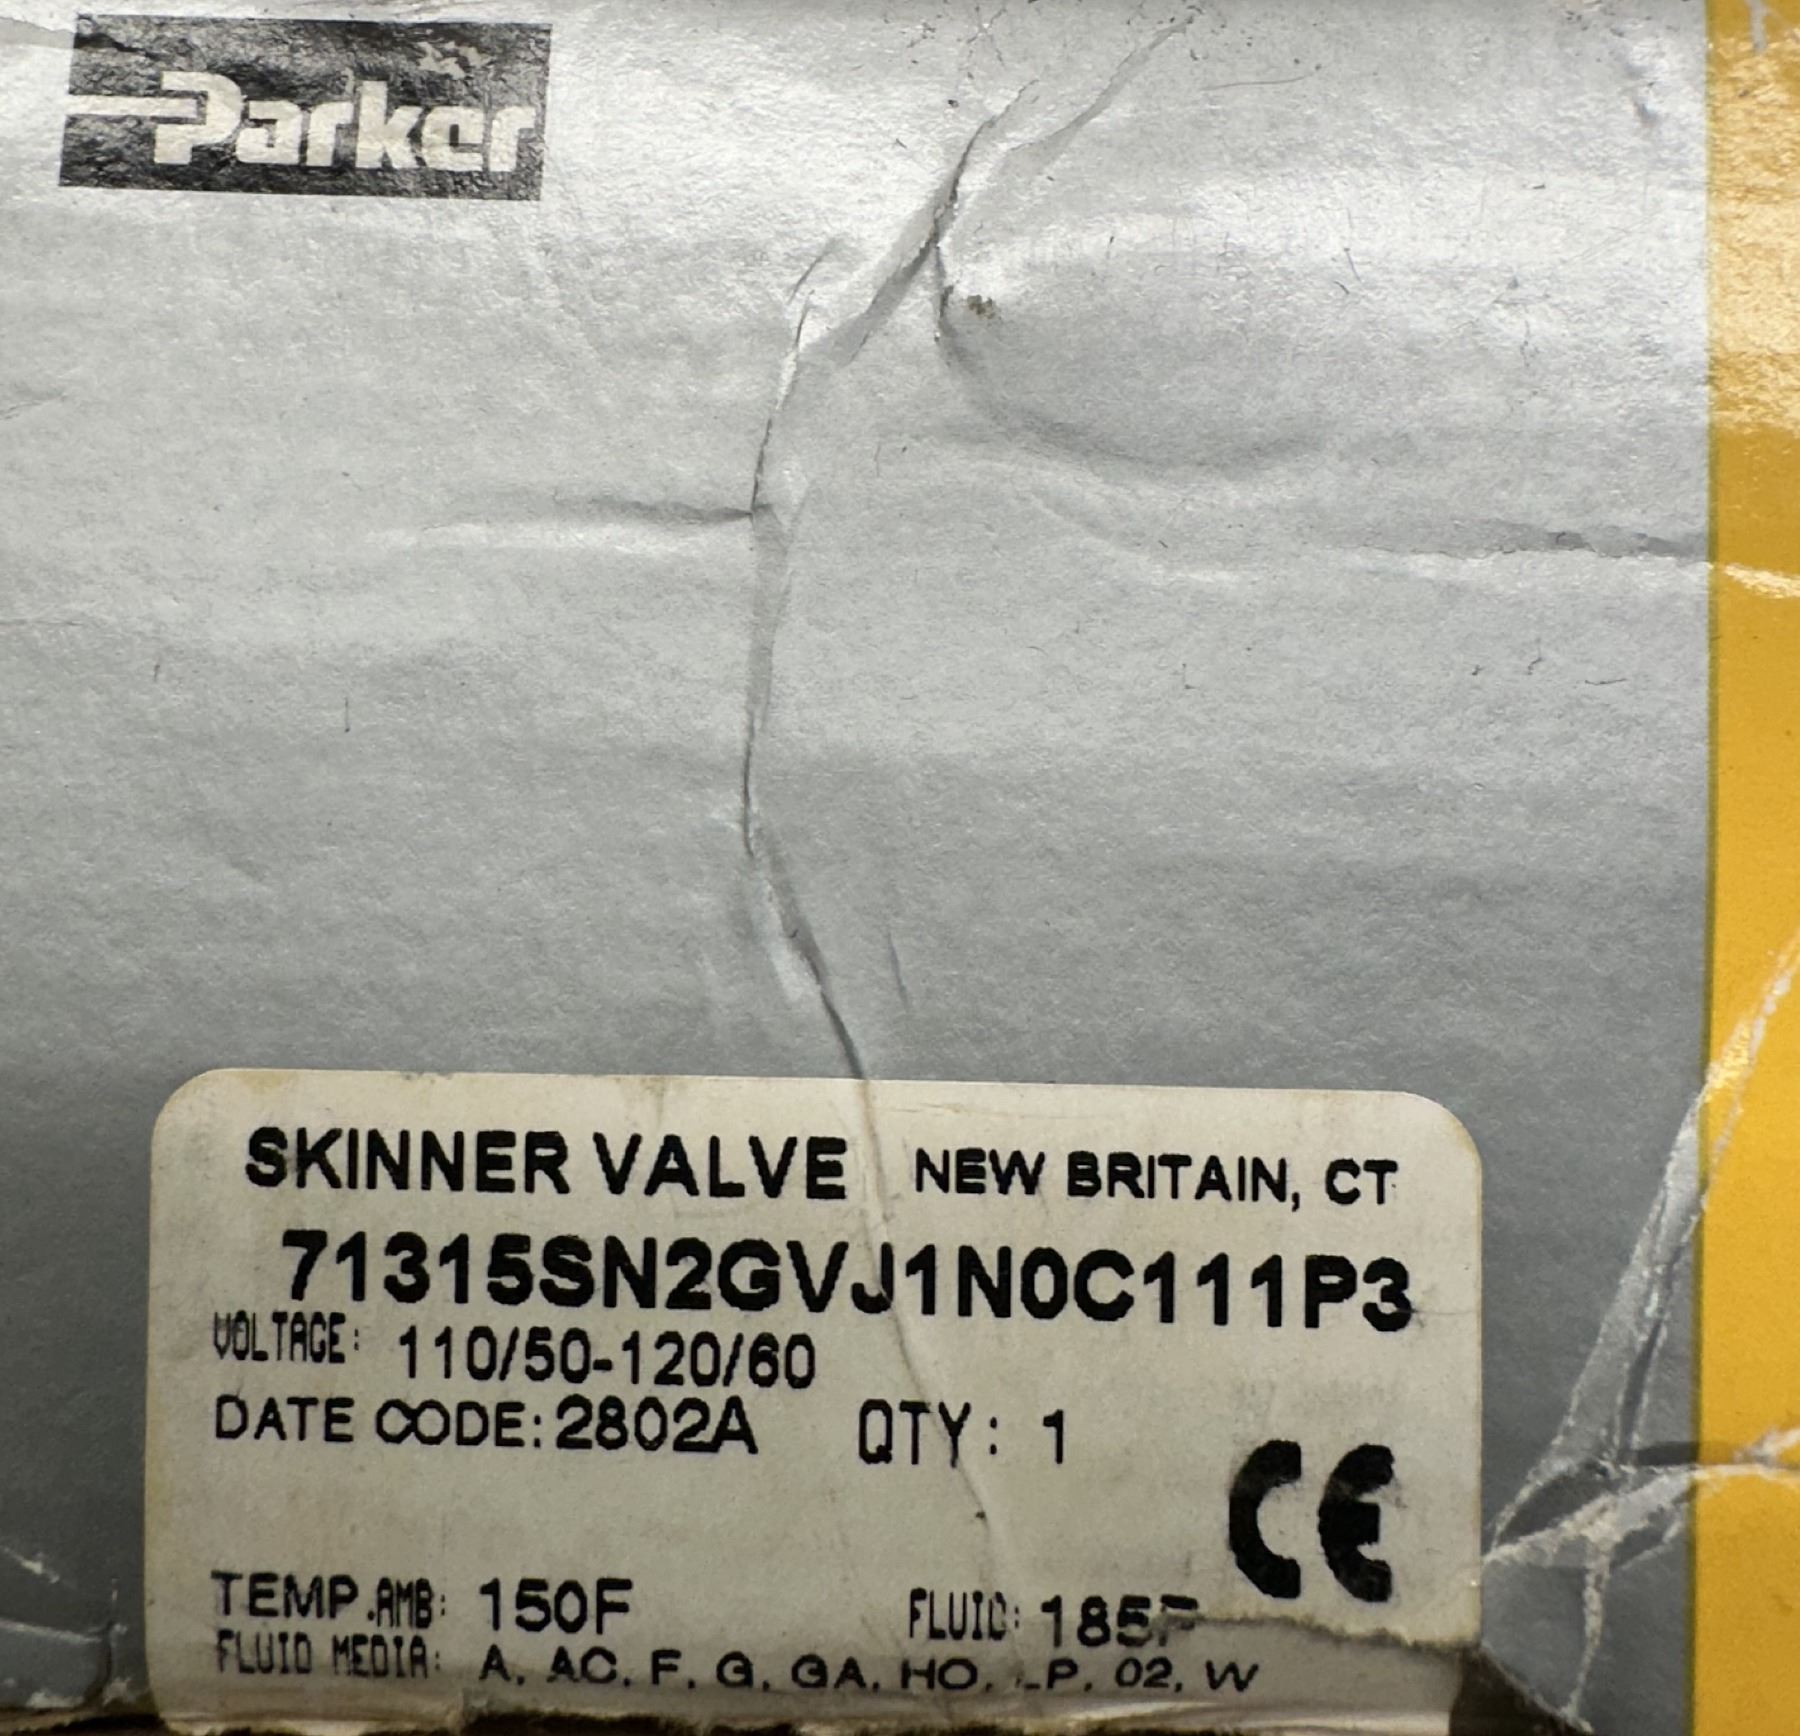 Parker
SKINNER VALVE NEW BRITAIN, CT
71315SN2GVJ1N0C111P3
VOLTAGE: 110/50-120/60
DATE CODE: 2802A QTY: 1
CE
TEMP.AMB: 150F FLUID: 185F
FLUID MEDIA: A, AC, F, G, GA, HO, LP, 02, W